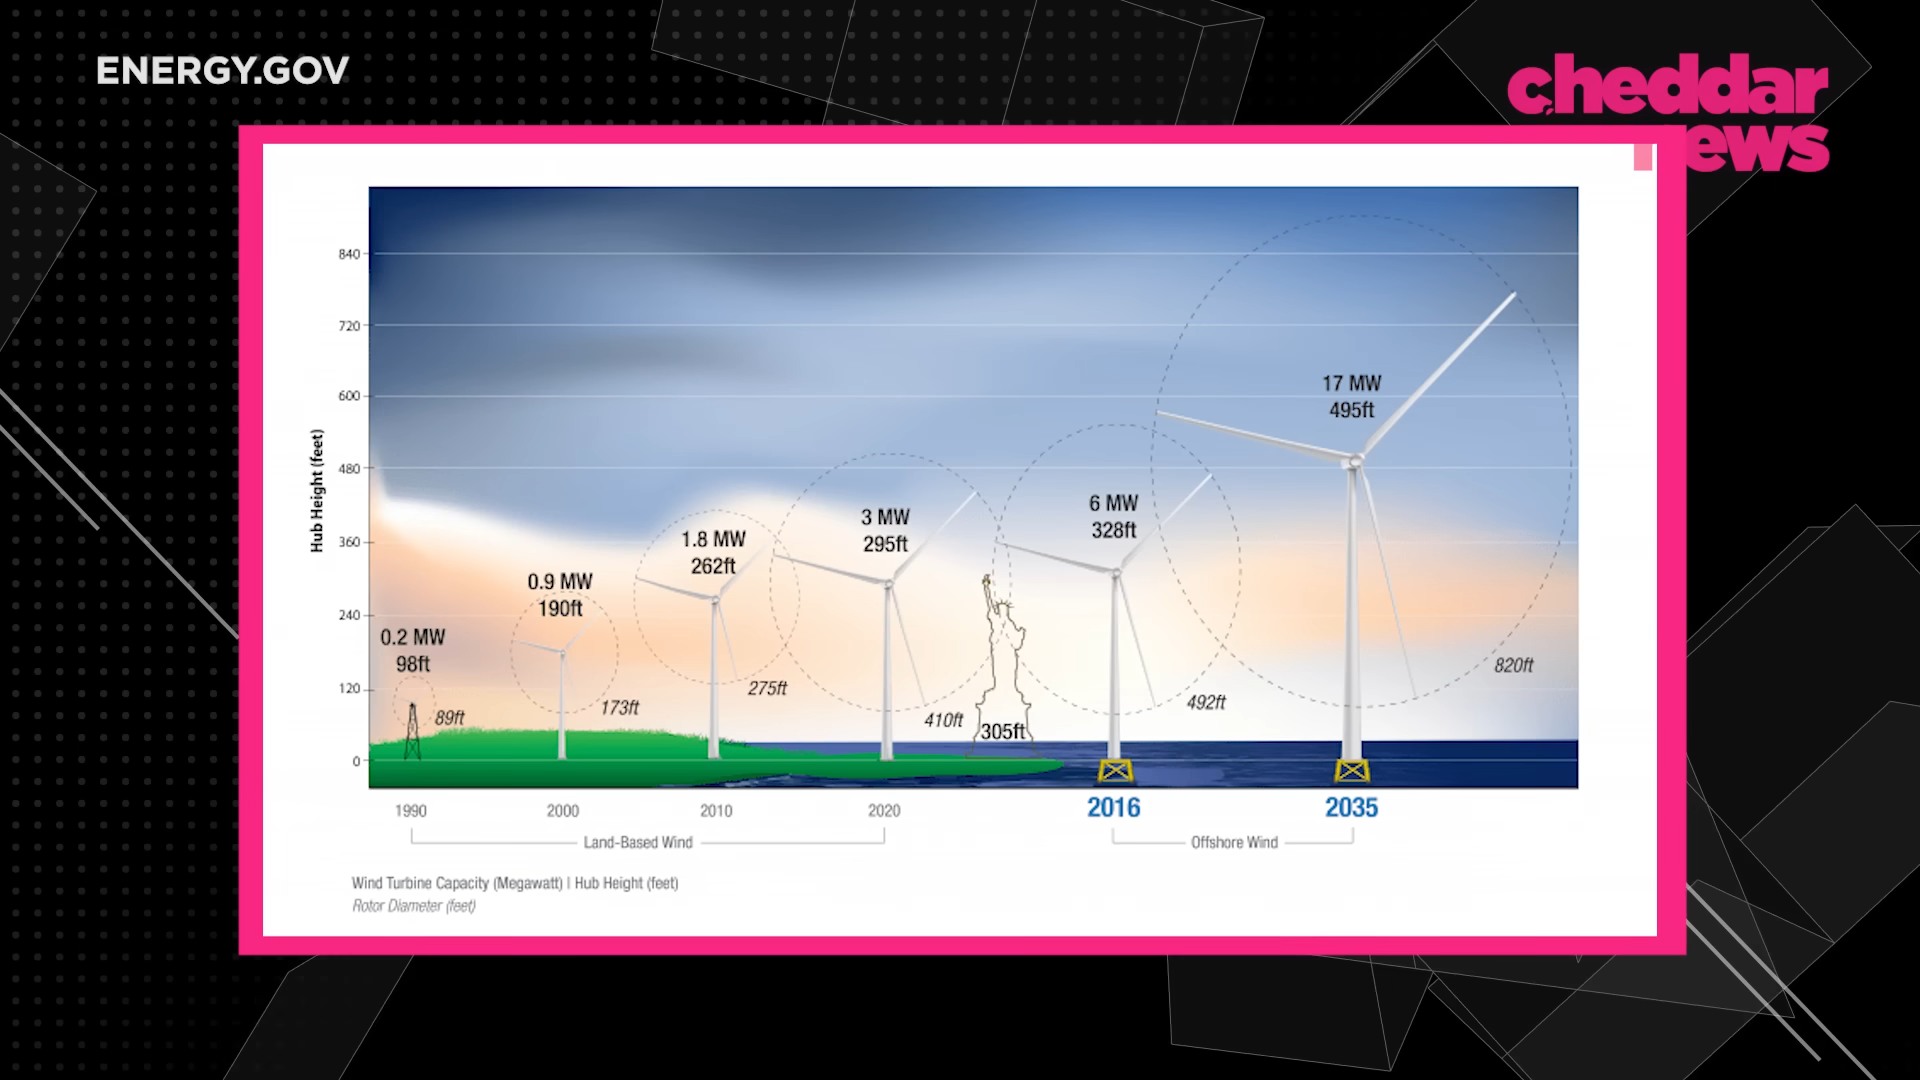 ENERGY.GOV
cheddar
ews
840
720
600
480
360
240
120
0
Hub Height (feet)
0.2 MW
98ft
89ft
0.9 MW
190ft
173ft
1.8 MW
262ft
275ft
3 MW
295ft
410ft
305ft
6 MW
328ft
492ft
17 MW
495ft
820ft
1990
2000
2010
2020
2016
2035
Land-Based Wind
Offshore Wind
Wind Turbine Capacity (Megawatt) | Hub Height (feet)
Rotor Diameter (feet)